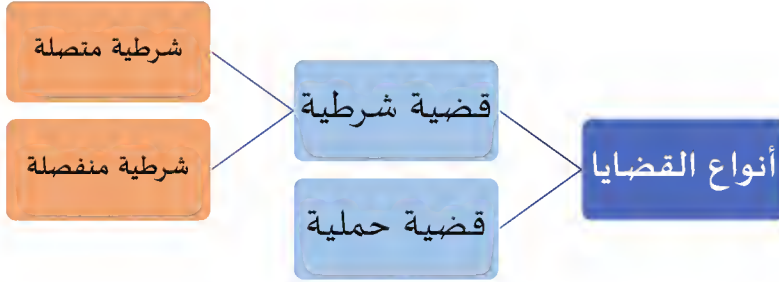 أنواع القضايا
قضية شرطية
شرطية متصلة
شرطية منفصلة
قضية حملية